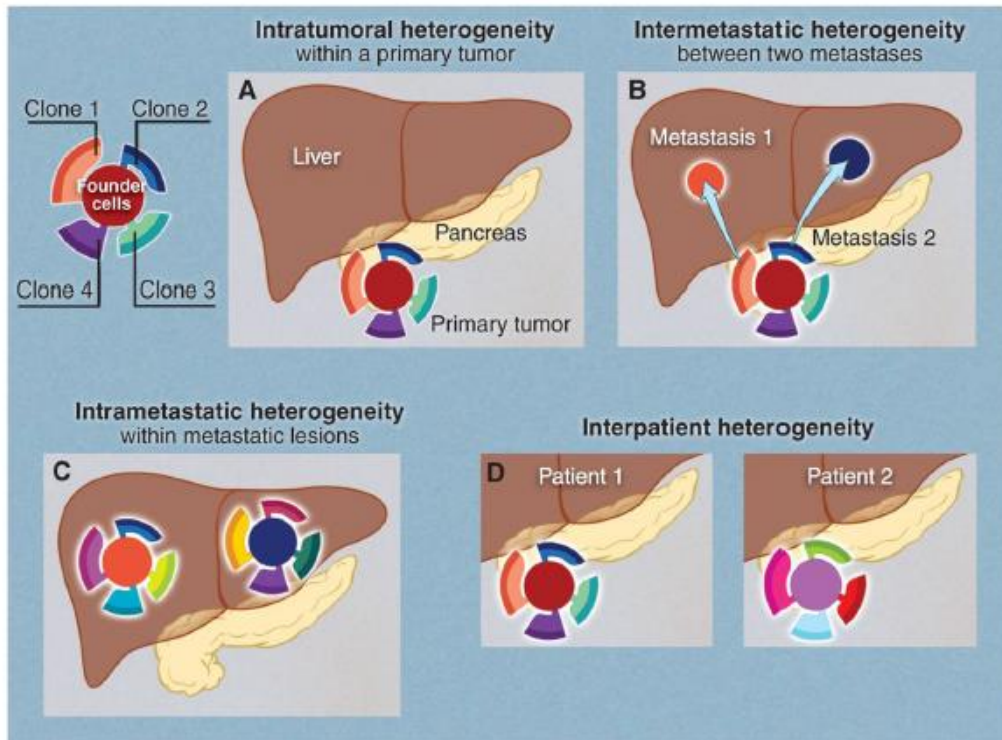 Intratumoral heterogeneity
within a primary tumor
Intermetastatic heterogeneity
between two metastases
Clone 1
Clone 2
Founder
cells
Clone 4
Clone 3
A
Liver
Pancreas
Primary tumor
B
Metastasis 1
Metastasis 2
Intrametastatic heterogeneity
within metastatic lesions
Interpatient heterogeneity
C
D
Patient 1
Patient 2